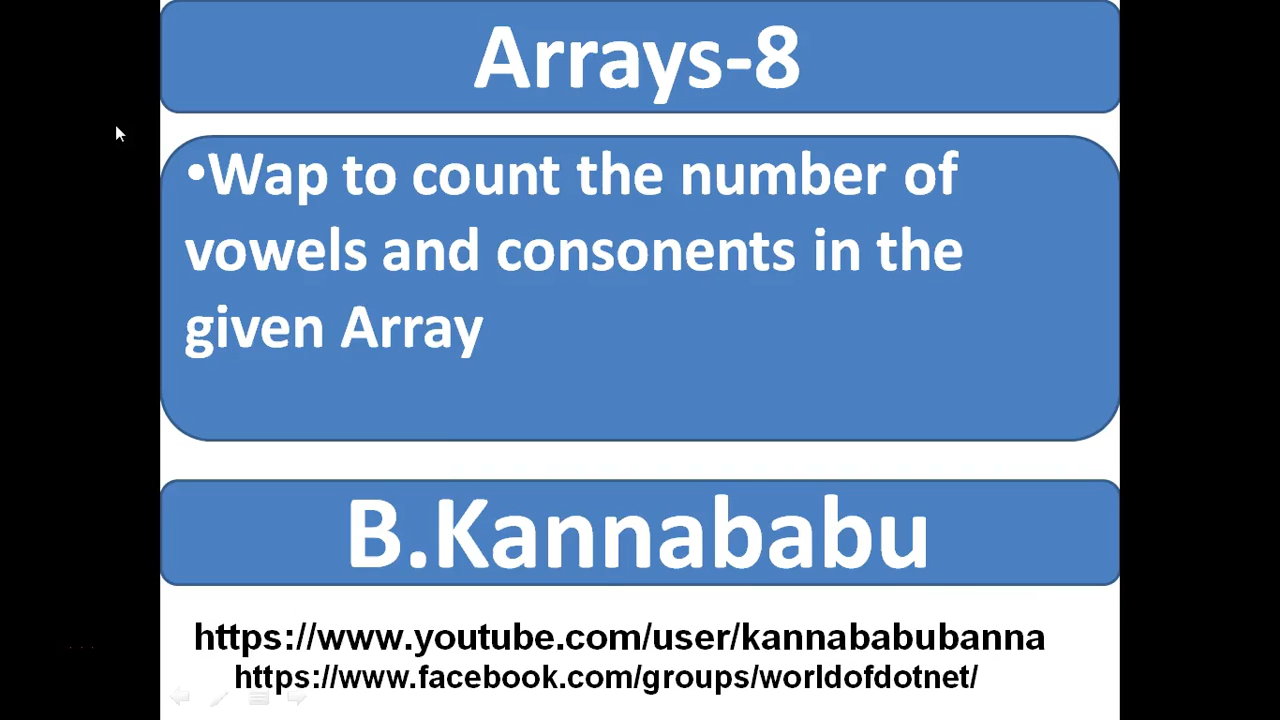 Arrays-8
•Wap to count the number of
vowels and consonents in the
given Array
B.Kannababu
https://www.youtube.com/user/kannababubanna
https://www.facebook.com/groups/worldofdotnet/